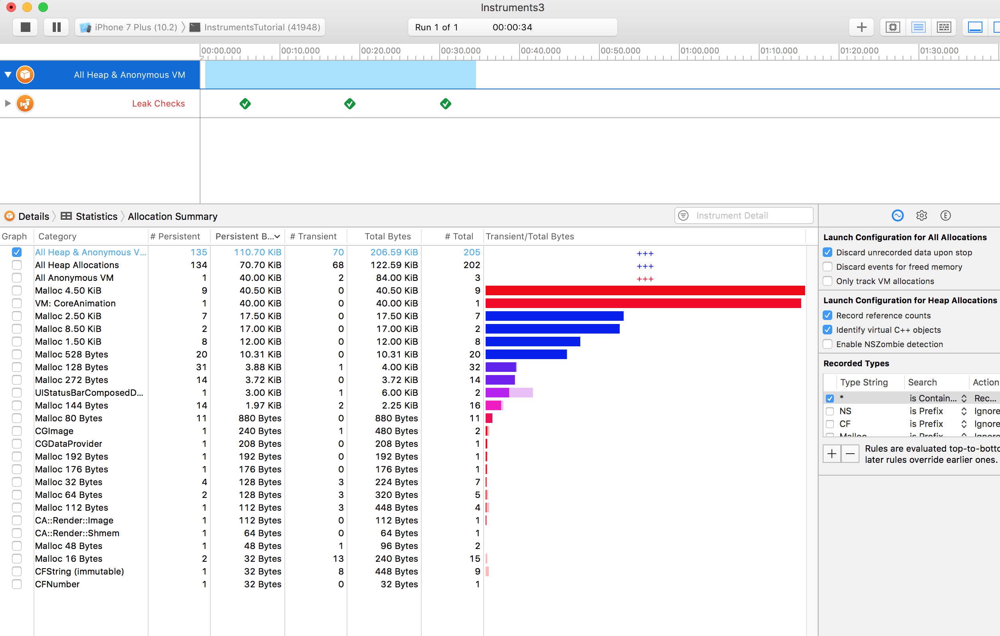 Instruments3
iPhone 7 Plus (10.2) InstrumentsTutorial (41948) Run 1 of 1 00:00:34
00:00.000 00:10.000 00:20.000 00:30.000 00:40.000 00:50.000 01:00.000 01:10.000 01:20.000 01:30.000
All Heap & Anonymous VM
Leak Checks
Details Statistics Allocation Summary Instrument Detail
Graph Category # Persistent Persistent B... # Transient Total Bytes # Total Transient/Total Bytes
All Heap & Anonymous V... 135 110.70 KiB 70 206.59 KiB 205 +++
All Heap Allocations 134 70.70 KiB 68 122.59 KiB 202 +++
All Anonymous VM 1 40.00 KiB 2 84.00 KiB 3 +++
Malloc 4.50 KiB 9 40.50 KiB 0 40.50 KiB 9
VM: CoreAnimation 1 40.00 KiB 0 40.00 KiB 1
Malloc 2.50 KiB 7 17.50 KiB 0 17.50 KiB 7
Malloc 8.50 KiB 2 17.00 KiB 0 17.00 KiB 2
Malloc 1.50 KiB 8 12.00 KiB 0 12.00 KiB 8
Malloc 528 Bytes 20 10.31 KiB 0 10.31 KiB 20
Malloc 128 Bytes 31 3.88 KiB 1 4.00 KiB 32
Malloc 272 Bytes 14 3.72 KiB 0 3.72 KiB 14
UIStatusBarComposedD... 1 3.00 KiB 1 6.00 KiB 2
Malloc 144 Bytes 14 1.97 KiB 2 2.25 KiB 16
Malloc 80 Bytes 11 880 Bytes 0 880 Bytes 11
CGImage 1 240 Bytes 1 480 Bytes 2
CGDataProvider 1 208 Bytes 0 208 Bytes 1
Malloc 192 Bytes 1 192 Bytes 0 192 Bytes 1
Malloc 176 Bytes 1 176 Bytes 0 176 Bytes 1
Malloc 32 Bytes 4 128 Bytes 3 224 Bytes 7
Malloc 64 Bytes 2 128 Bytes 3 320 Bytes 5
Malloc 112 Bytes 1 112 Bytes 3 448 Bytes 4
CA::Render::Image 1 112 Bytes 0 112 Bytes 1
CA::Render::Shmem 1 64 Bytes 0 64 Bytes 1
Malloc 48 Bytes 1 48 Bytes 1 96 Bytes 2
Malloc 16 Bytes 2 32 Bytes 13 240 Bytes 15
CFString (immutable) 1 32 Bytes 8 448 Bytes 9
CFNumber 1 32 Bytes 0 32 Bytes 1
E
Launch Configuration for All Allocations
Discard unrecorded data upon stop
Discard events for freed memory
Only track VM allocations
Launch Configuration for Heap Allocations
Record reference counts
Identify virtual C++ objects
Enable NSZombie detection
Recorded Types
Type String Search Action
* is Contain... Rec...
NS is Prefix Ignore
CF is Prefix Ignore
Malloc is Prefix Ignore
Rules are evaluated top-to-botto
later rules override earlier ones.